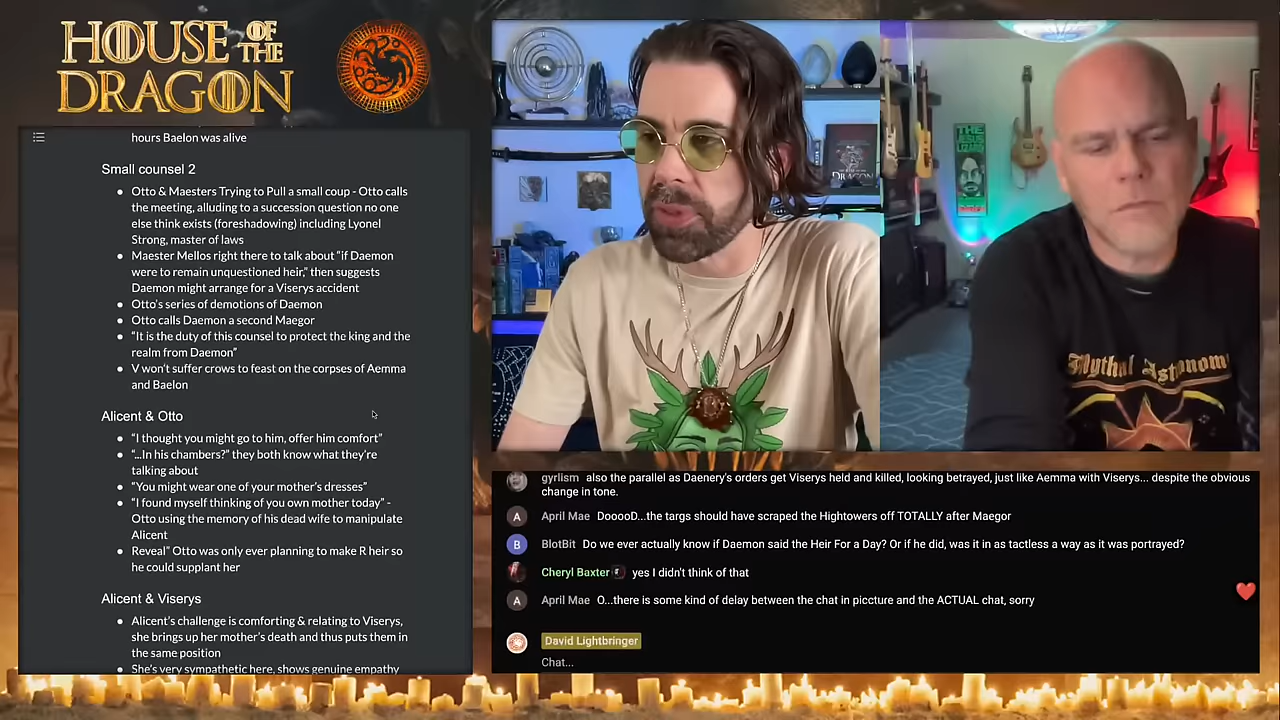 HOUSE OF THE
DRAGON
hours Baelon was alive
Small counsel 2
Otto & Maesters Trying to Pull a small coup - Otto calls
the meeting, alluding to a succession question no one
else think exists (foreshadowing) including Lyonel
Strong, master of laws
Maester Mellos right there to talk about “if Daemon
were to remain unquestioned heir,” then suggests
Daemon might arrange for a Viserys accident
Otto's series of demotions of Daemon
Otto calls Daemon a second Maegor
“It is the duty of this counsel to protect the king and the
realm from Daemon”
V won't suffer crows to feast on the corpses of Aemma
and Baelon
Alicent & Otto
“I thought you might go to him, offer him comfort”
“...In his chambers?” they both know what they're
talking about
“You might wear one of your mother's dresses”
“I found myself thinking of you own mother today” -
Otto using the memory of his dead wife to manipulate
Alicent
Reveal” Otto was only ever planning to make R heir so
he could supplant her
Alicent & Viserys
Alicent's challenge is comforting & relating to Viserys,
she brings up her mother's death and thus puts them in
the same position
She's very sympathetic here, shows genuine empathy
DRAGON
THE JESUS LIZARD
Mythical Astronom
gyrlism also the parallel as Daenery's orders get Viserys held and killed, looking betrayed, just like Aemma with Viserys... despite the obvious
change in tone.
A April Mae DooooD...the targs should have scraped the Hightowers off TOTALLY after Maegor
B BlotBit Do we ever actually know if Daemon said the Heir For a Day? Or if he did, was it in as tactless a way as it was portrayed?
Cheryl Baxter yes I didn't think of that
A April Mae O...there is some kind of delay between the chat in piccture and the ACTUAL chat, sorry
David Lightbringer
Chat...